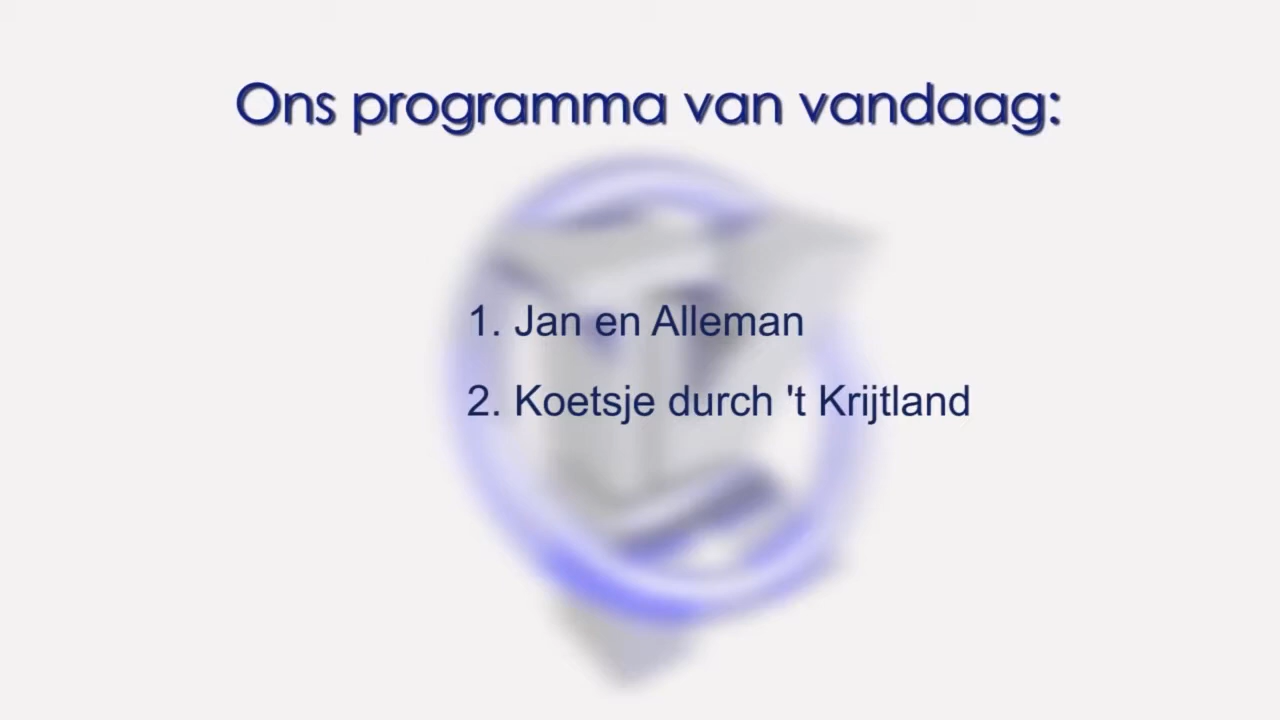 Ons programma van vandaag:
1. Jan en Alleman
2. Koetsje durch 't Krijtland